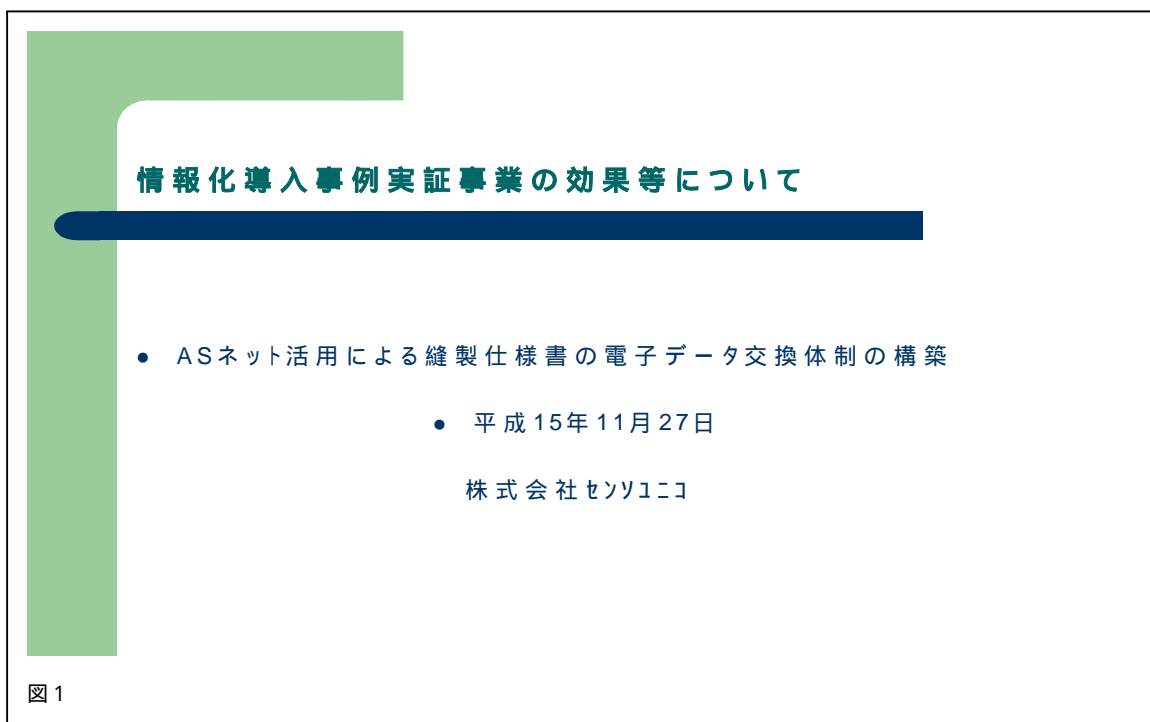 情報化導入事例実証事業の効果等について
● ASネット活用による縫製仕様書の電子データ交換体制の構築
● 平成15年11月27日
株式会社センソユニコ
図1